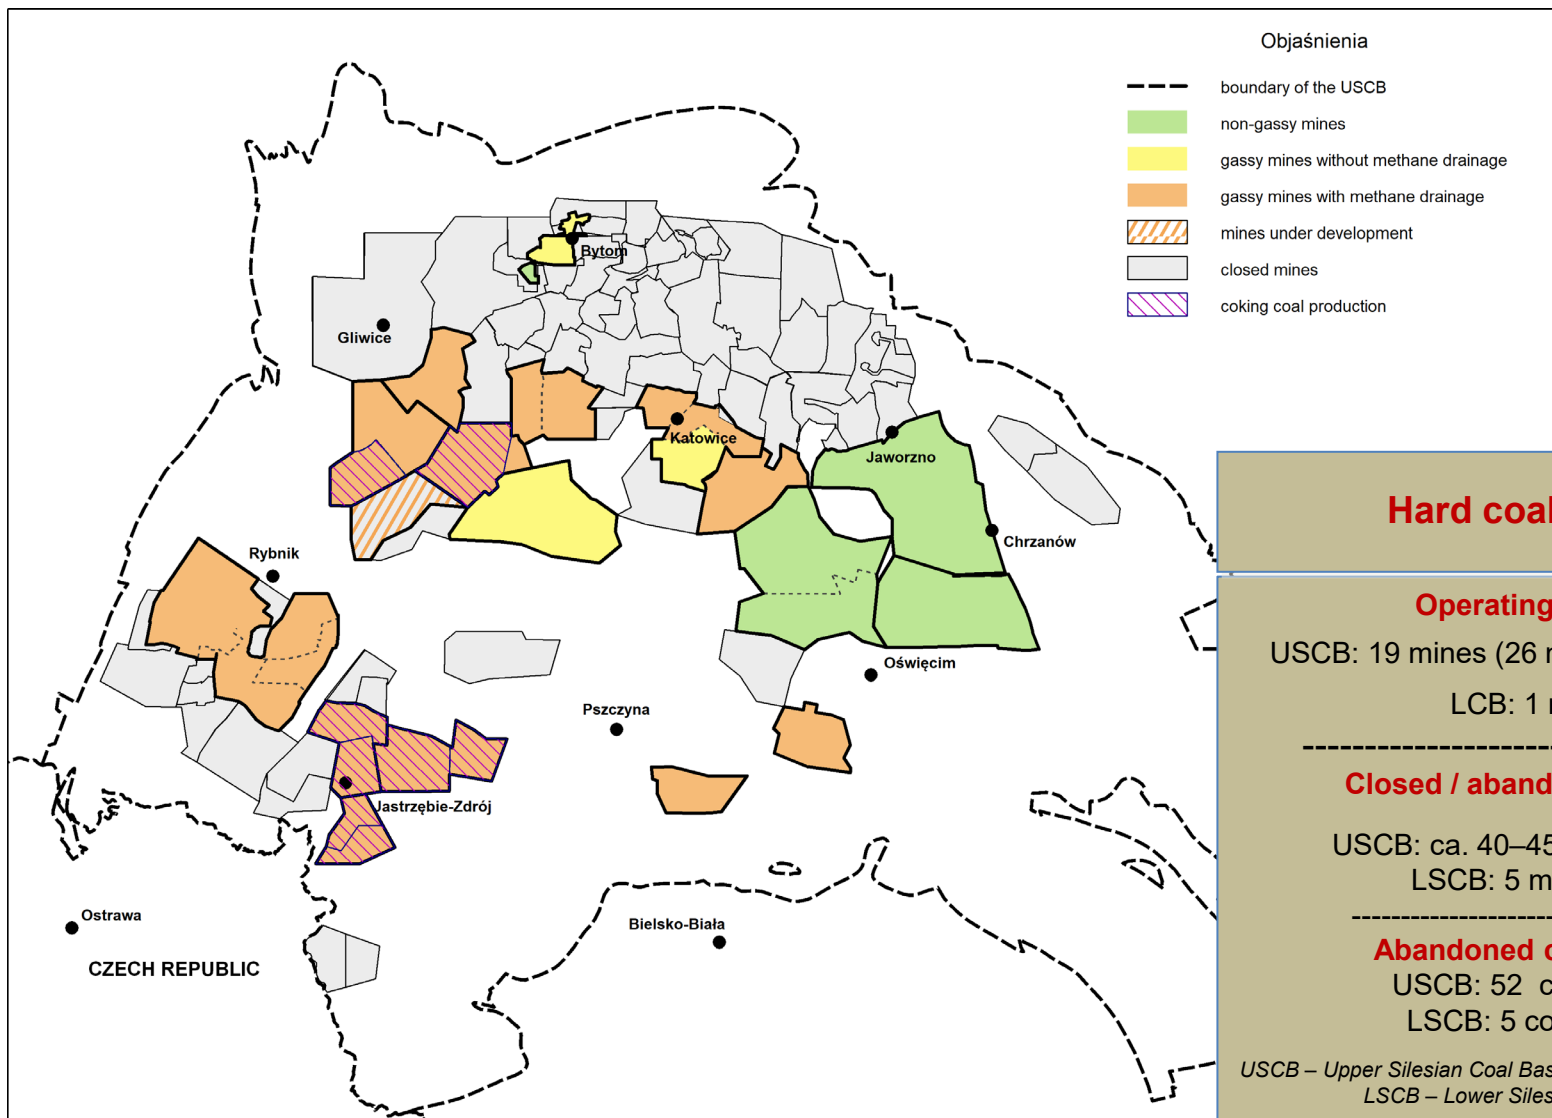 Objaśnienia
boundary of the USCB
non-gassy mines
gassy mines without methane drainage
gassy mines with methane drainage
mines under development
closed mines
coking coal production
Bytom
Gliwice
Katowice
Jaworzno
Chrzanów
Rybnik
Oświęcim
Pszczyna
Jastrzębie-Zdrój
Ostrawa
Bielsko-Biała
CZECH REPUBLIC
Hard coal
Operating
USCB: 19 mines (26
LCB: 1
Closed / aband
USCB: ca. 40–45
LSCB: 5 m
Abandoned
USCB: 52 c
LSCB: 5 co
USCB – Upper Silesian Coal Bas
LSCB – Lower Siles